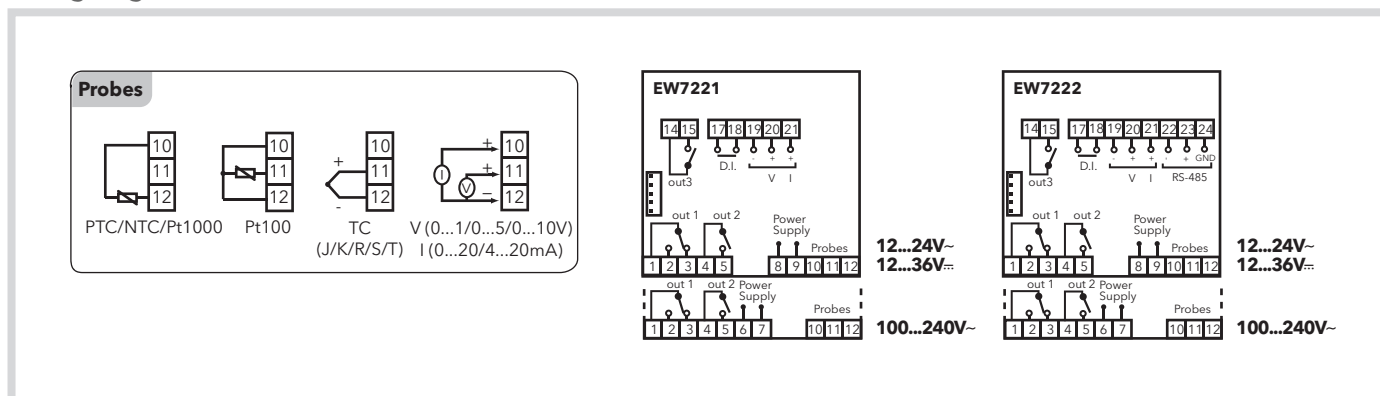 Probes
10
11
12
PTC/NTC/Pt1000
10
11
12
Pt100
+
-
10
11
12
TC
(J/K/R/S/T)
I
V
+
+
−
10
11
12
V (0...1/0...5/0...10V)
I (0...20/4...20mA)
EW7221
14 15 17 18 19 20 21
- + +
out3 D.I. V I
out 1 out 2 Power
Supply
Probes
1 2 3 4 5 8 9 10 11 12
12...24V~
12...36V⎓
out 1 out 2 Power
Supply
Probes
1 2 3 4 5 6 7 10 11 12
100...240V~
EW7222
14 15 17 18 19 20 21 22 23 24
- + + - + GND
out3 D.I. V I RS-485
out 1 out 2 Power
Supply
Probes
1 2 3 4 5 8 9 10 11 12
12...24V~
12...36V⎓
out 1 out 2 Power
Supply
Probes
1 2 3 4 5 6 7 10 11 12
100...240V~